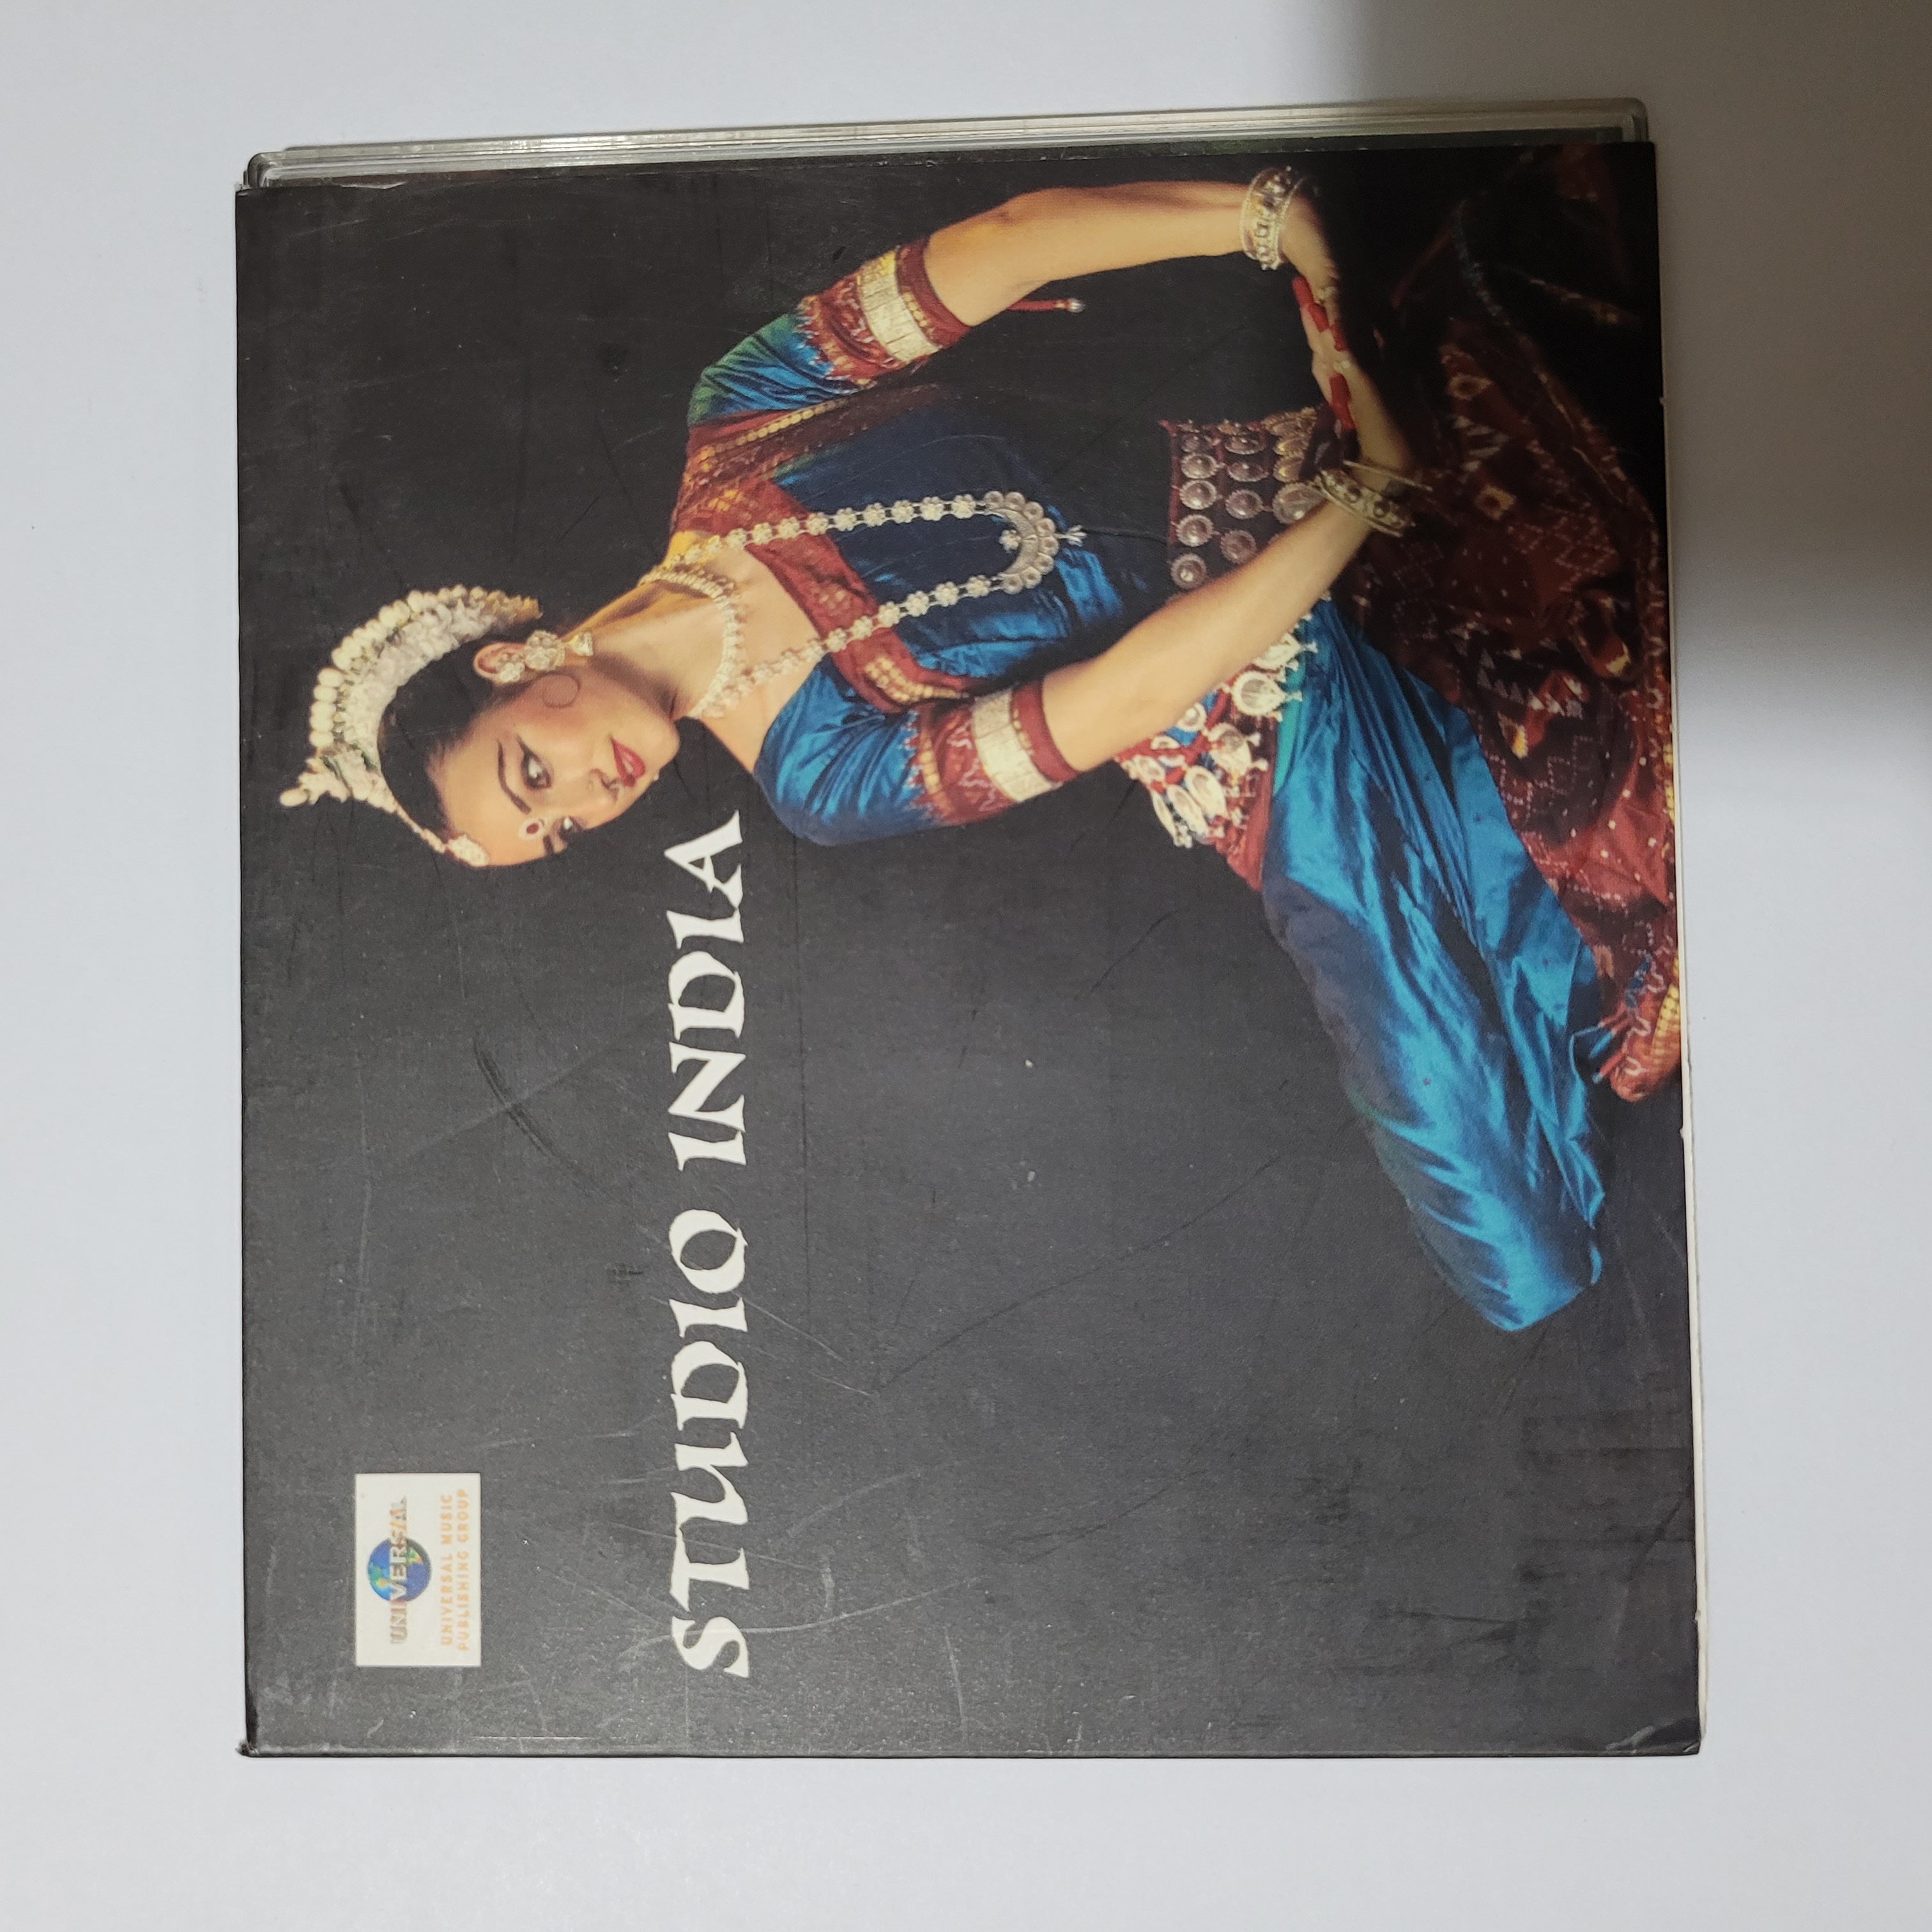 UNIVERSAL
UNIVERSAL MUSIC
PUBLISHING GROUP
STUDIO INDIA